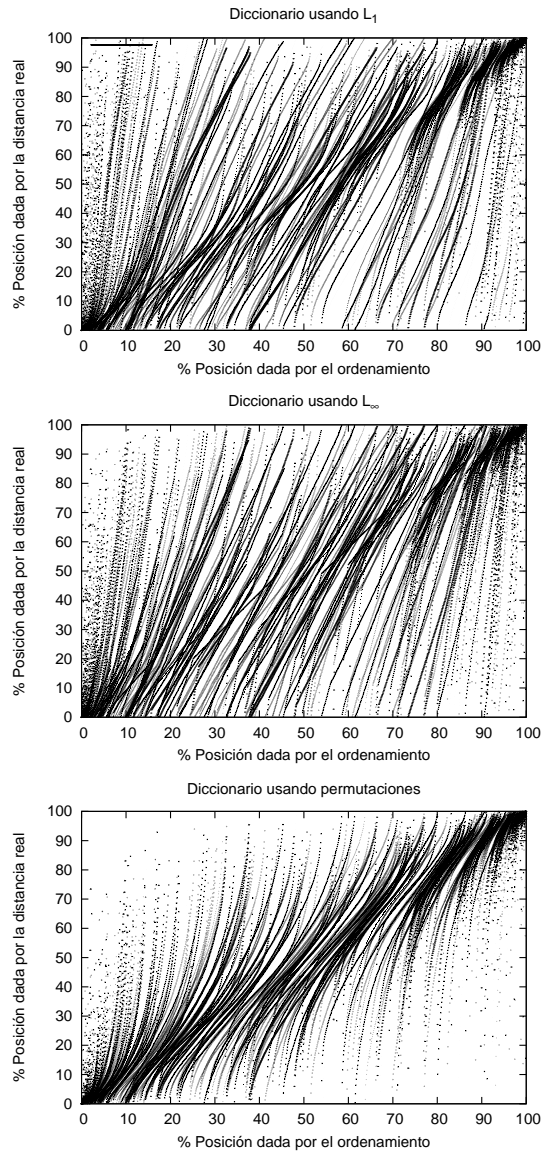 Diccionario usando L1
100
90
80
70
60
50
40
30
20
10
0
% Posición dada por la distancia real
0 10 20 30 40 50 60 70 80 90 100
% Posición dada por el ordenamiento
Diccionario usando L∞
100
90
80
70
60
50
40
30
20
10
0
% Posición dada por la distancia real
0 10 20 30 40 50 60 70 80 90 100
% Posición dada por el ordenamiento
Diccionario usando permutaciones
100
90
80
70
60
50
40
30
20
10
0
% Posición dada por la distancia real
0 10 20 30 40 50 60 70 80 90 100
% Posición dada por el ordenamiento